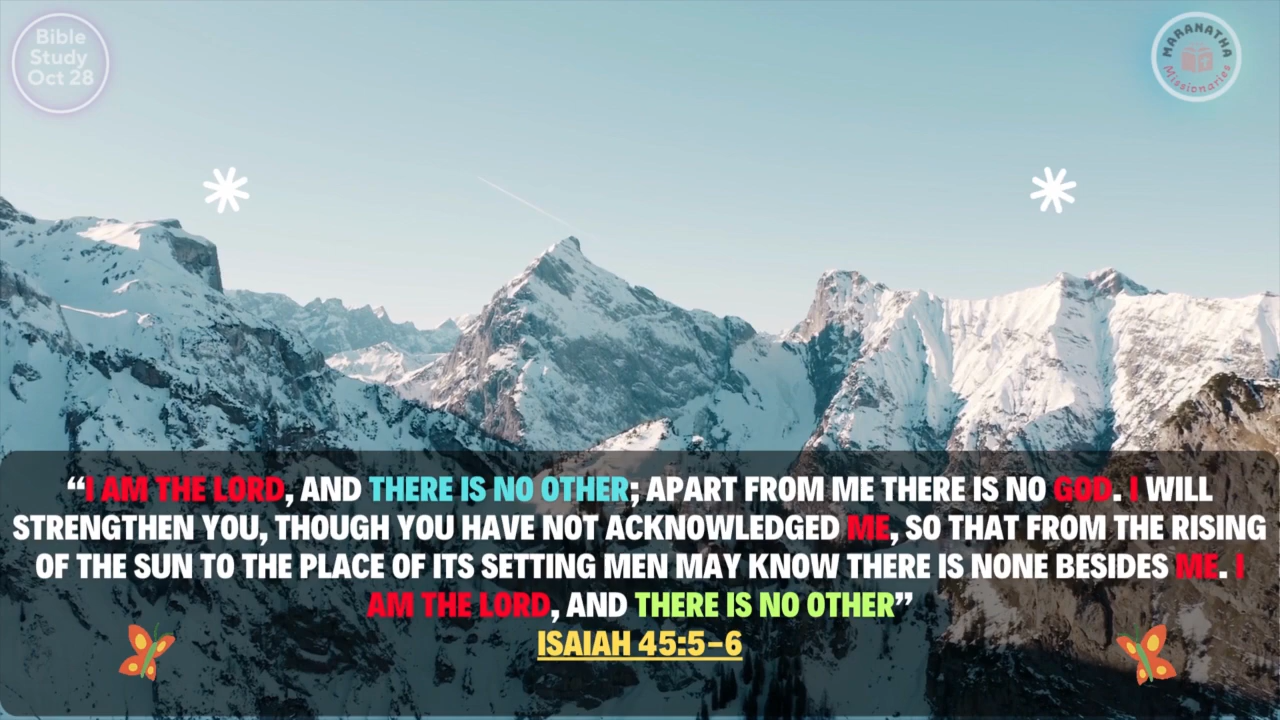 Bible
Study
Oct 28
MARANATHA
Missionaries
“I AM THE LORD, AND THERE IS NO OTHER; APART FROM ME THERE IS NO GOD. I WILL
STRENGTHEN YOU, THOUGH YOU HAVE NOT ACKNOWLEDGED ME, SO THAT FROM THE RISING
OF THE SUN TO THE PLACE OF ITS SETTING MEN MAY KNOW THERE IS NONE BESIDES ME. I
AM THE LORD, AND THERE IS NO OTHER”
ISAIAH 45:5-6